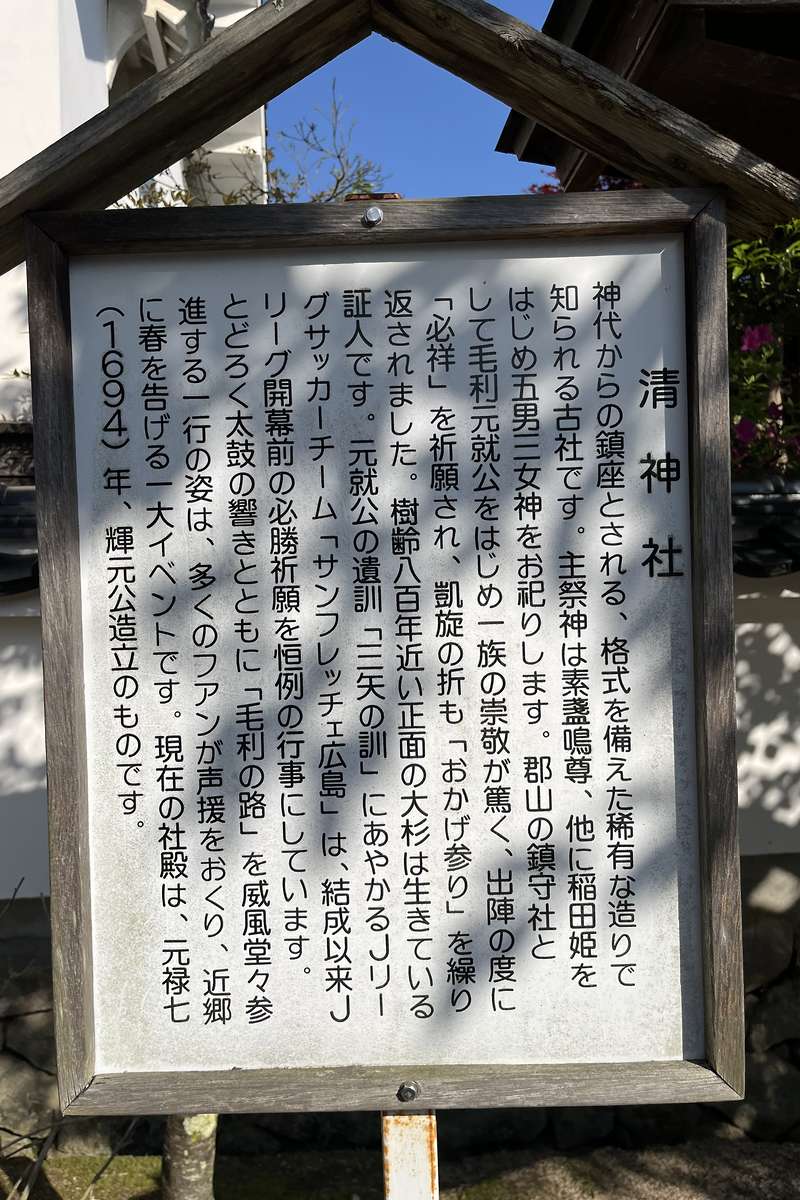 清神社
神代からの鎮座とされる、格式を備えた稀有な造りで
知られる古社です。主祭神は素盞嗚尊、他に稲田姫を
はじめ五男三女神をお祀りします。郡山の鎮守社と
して毛利元就公をはじめ一族の崇敬が篤く、出陣の度に
「必祥」を祈願され、凱旋の折も「おかげ参り」を繰り
返されました。樹齢八百年近い正面の大杉は生きている
証人です。元就公の遺訓「三矢の訓」にあやかるJリー
グサッカーチーム「サンフレッチェ広島」は、結成以来J
リーグ開幕前の必勝祈願を恒例の行事にしています。
とどろく太鼓の響きとともに「毛利の路」を威風堂々参
進する一行の姿は、多くのファンが声援をおくり、近郷
に春を告げる一大イベントです。現在の社殿は、元禄七
（1694）年、輝元公造立のものです。